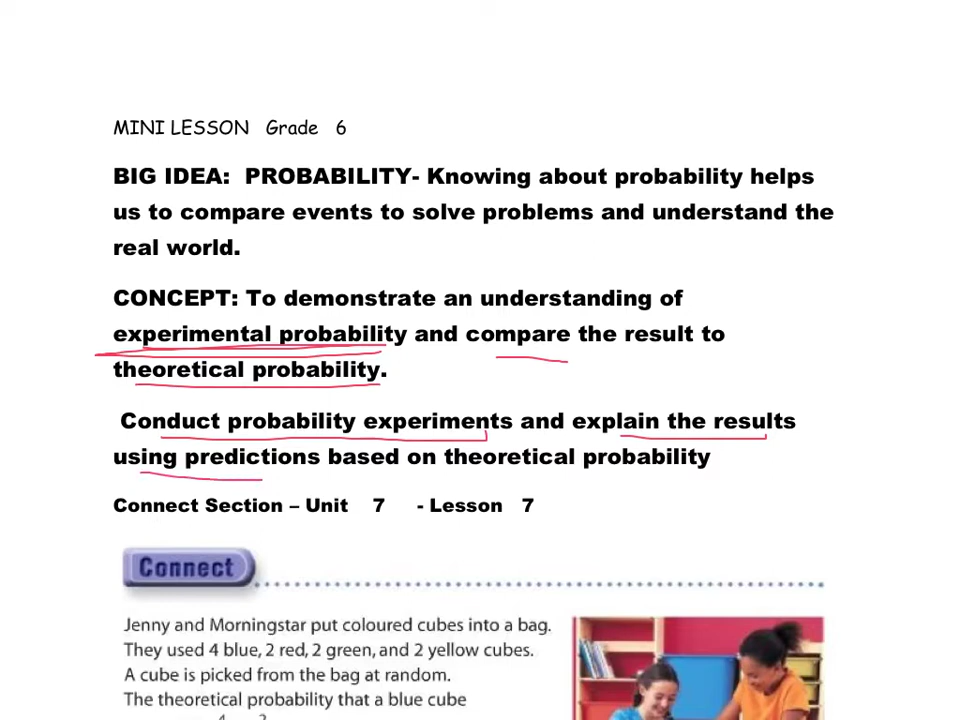 MINI LESSON Grade 6
BIG IDEA: PROBABILITY- Knowing about probability helps
us to compare events to solve problems and understand the
real world.
CONCEPT: To demonstrate an understanding of
experimental probability and compare the result to
theoretical probability.
Conduct probability experiments and explain the results
using predictions based on theoretical probability
Connect Section – Unit 7 - Lesson 7
Connect
Jenny and Morningstar put coloured cubes into a bag.
They used 4 blue, 2 red, 2 green, and 2 yellow cubes.
A cube is picked from the bag at random.
The theoretical probability that a blue cube